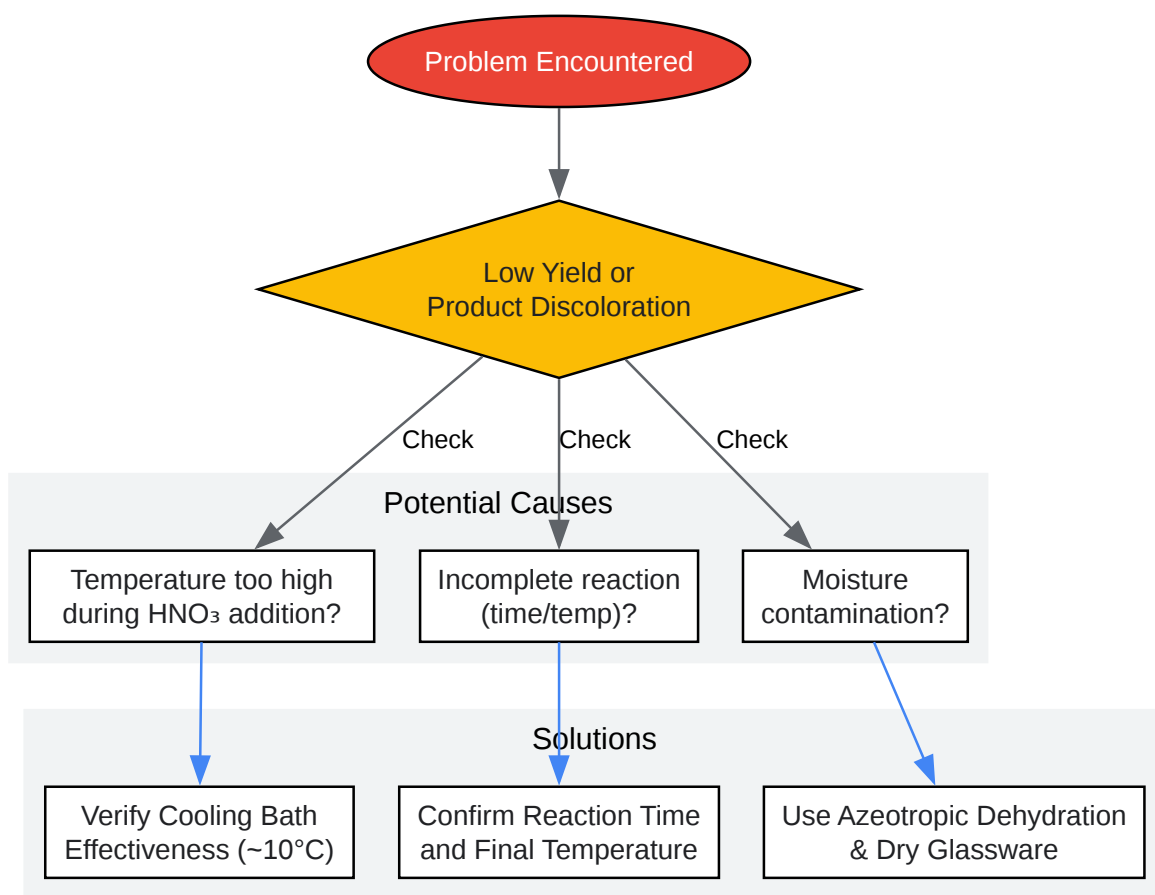 Problem Encountered
Low Yield or
Product Discoloration
Check
Check
Check
Potential Causes
Temperature too high
during HNO₃ addition?
Incomplete reaction
(time/temp)?
Moisture
contamination?
Solutions
Verify Cooling Bath
Effectiveness (~10°C)
Confirm Reaction Time
and Final Temperature
Use Azeotropic Dehydration
& Dry Glassware